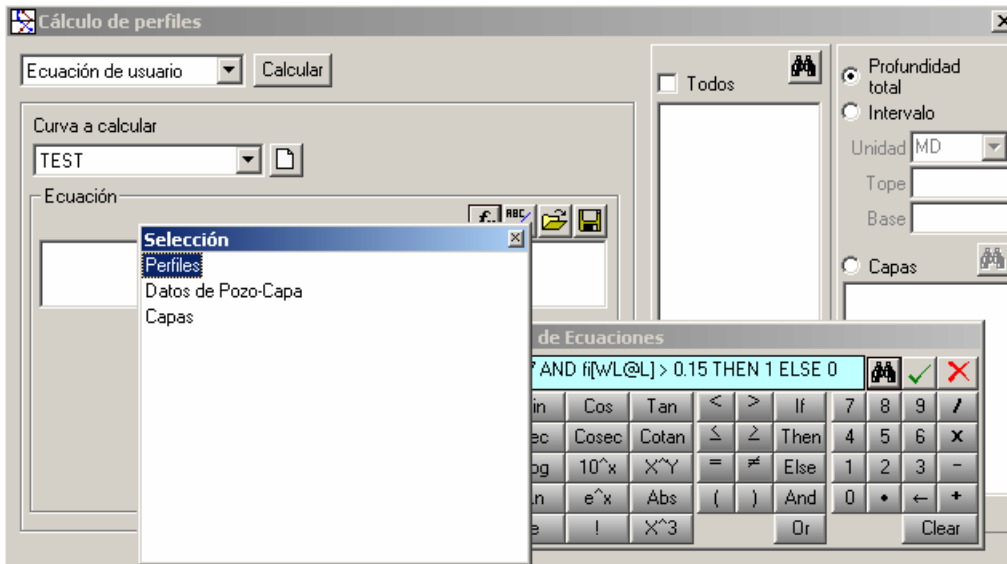 Cálculo de perfiles
Ecuación de usuario
Calcular
Curva a calcular
TEST
Ecuación
ABC
Selección
Perfiles
Datos de Pozo-Capa
Capas
Todos
Profundidad
total
Intervalo
Unidad MD
Tope
Base
Capas
de Ecuaciones
AND fi[WL@L] > 0.15 THEN 1 ELSE 0
Cos Tan < > If 7 8 9 /
Cosec Cotan ≤ ≥ Then 4 5 6 x
10^x X^Y = ≠ Else 1 2 3 -
e^x Abs ( ) And 0 • ← +
! X^3 Or Clear